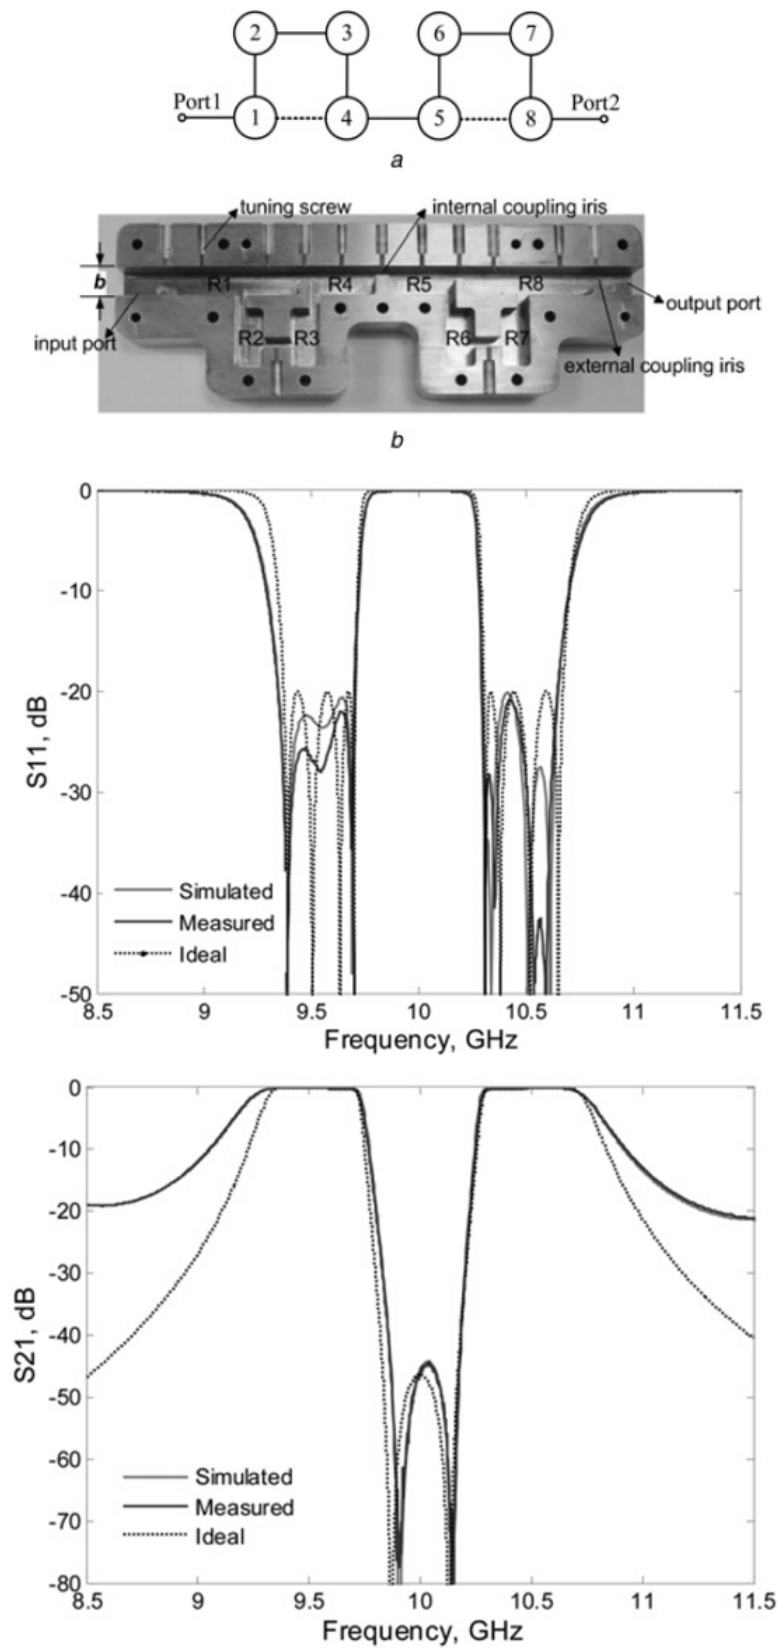 2 3 6 7
Port1 1 4 5 8 Port2
a
tuning screw internal coupling iris
b R1 R4 R5 R8
output port
input port R2 R3 R6 R7
external coupling iris
b
0
-10
-20
-30
-40
-50
S11, dB
Simulated
Measured
Ideal
8.5 9 9.5 10 10.5 11 11.5
Frequency, GHz
0
-10
-20
-30
-40
-50
-60
-70
-80
S21, dB
Simulated
Measured
Ideal
8.5 9 9.5 10 10.5 11 11.5
Frequency, GHz